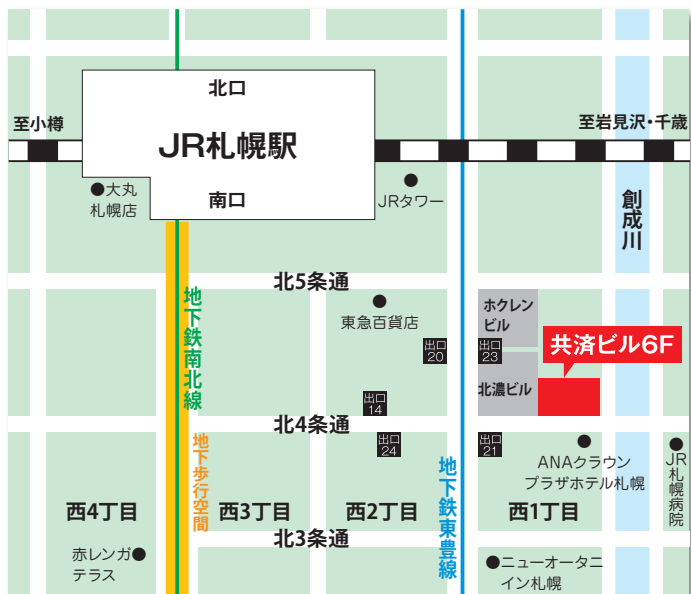 北口
至小樽
至岩見沢・千歳
JR札幌駅
●大丸
札幌店
南口
JRタワー
創成川
北5条通
地下鉄南北線
東急百貨店
ホクレン
ビル
出口
20
出口
23
共済ビル6F
北濃ビル
出口
14
北4条通
出口
24
出口
21
地下歩行空間
地下鉄東豊線
ANAクラウン
プラザホテル札幌
JR札幌病院
西4丁目
西3丁目
西2丁目
西1丁目
北3条通
赤レンガ●
テラス
●ニューオータニ
イン札幌